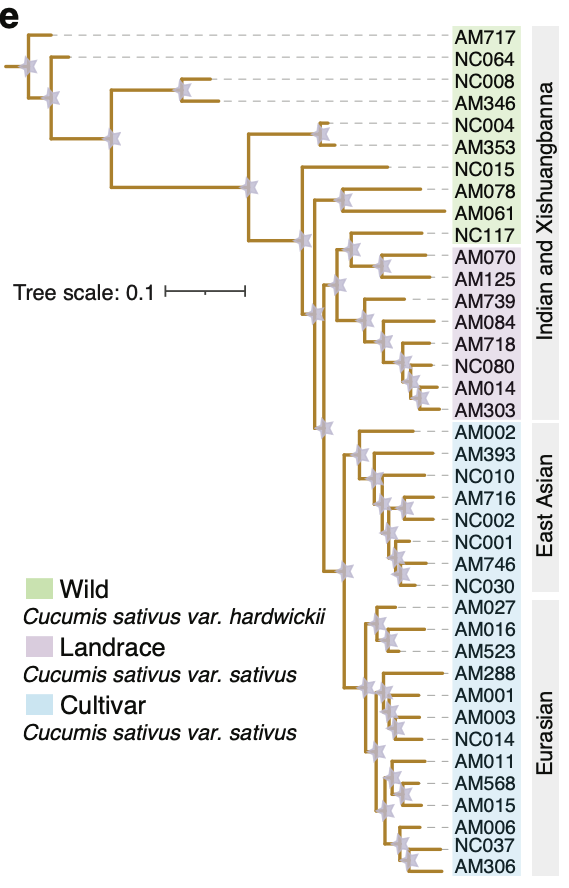 e
AM717
NC064
NC008
AM346
NC004
AM353
NC015
AM078
AM061
NC117
AM070
AM125
AM739
AM084
AM718
NC080
AM014
AM303
AM002
AM393
NC010
AM716
NC002
NC001
AM746
NC030
AM027
AM016
AM523
AM288
AM001
AM003
NC014
AM011
AM568
AM015
AM006
NC037
AM306
Indian and Xishuangbanna
East Asian
Eurasian
Tree scale: 0.1
Wild
Cucumis sativus var. hardwickii
Landrace
Cucumis sativus var. sativus
Cultivar
Cucumis sativus var. sativus